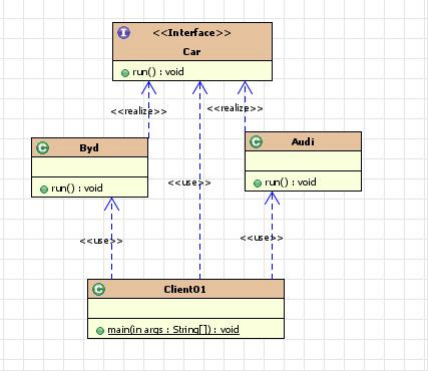 I
<<Interface>>
Car
run() : void
<<realize>>
<<realize>>
C
Byd
run() : void
C
Audi
run() : void
<<use>>
<<use>>
<<use>>
C
Client01
main(in args : String[]) : void